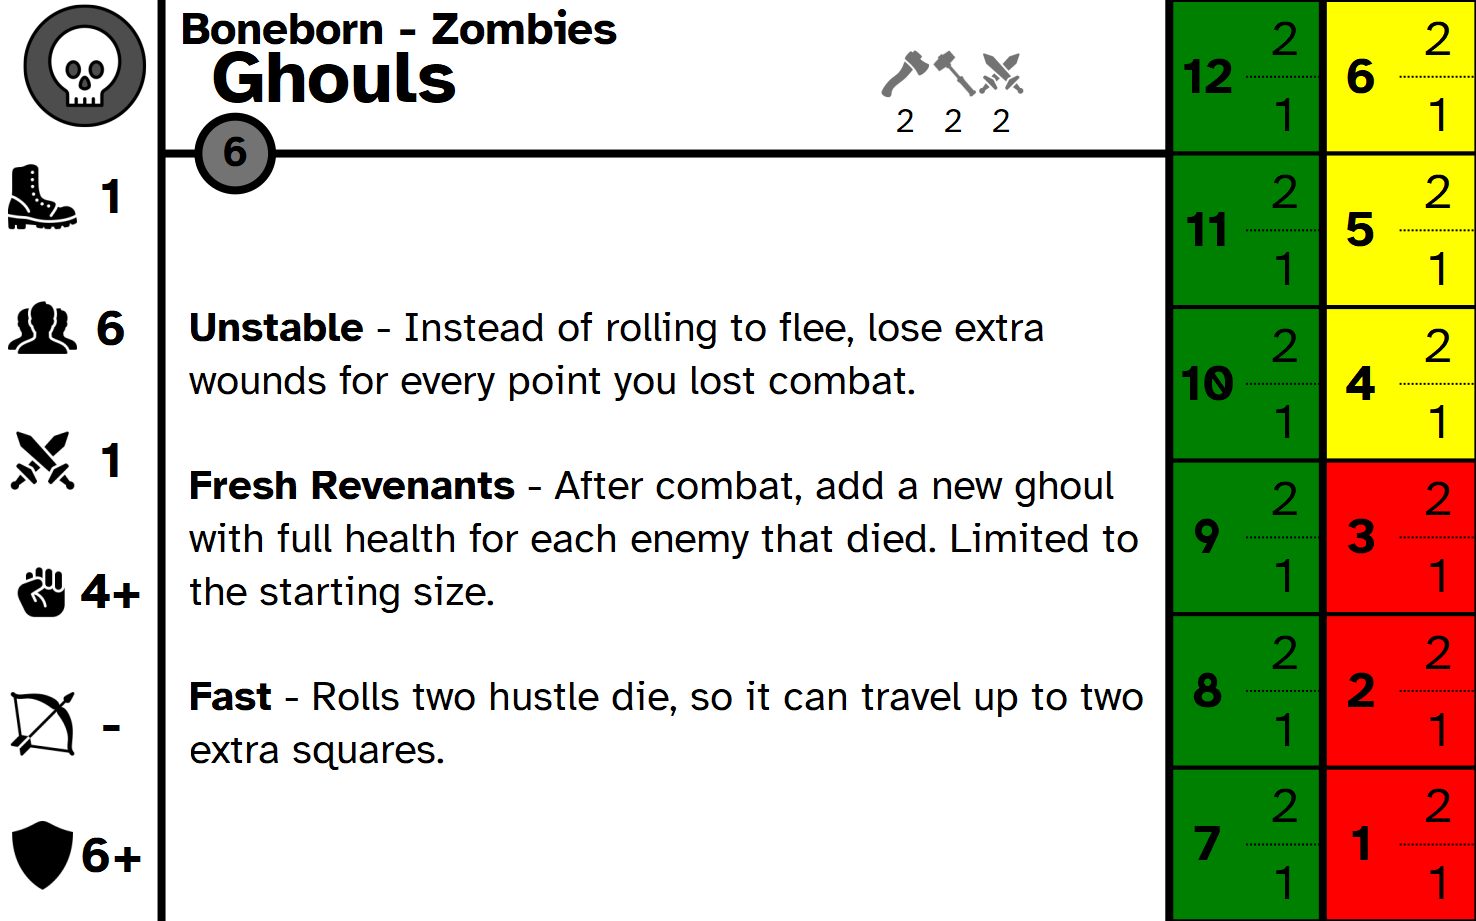 Boneborn - Zombies
Ghouls
2 2 2
6
1
6
1
4+
-
6+
Unstable - Instead of rolling to flee, lose extra
wounds for every point you lost combat.
Fresh Revenants - After combat, add a new ghoul
with full health for each enemy that died. Limited to
the starting size.
Fast - Rolls two hustle die, so it can travel up to two
extra squares.
12 2 1
11 2 1
10 2 1
9 2 1
8 2 1
7 2 1
6 2 1
5 2 1
4 2 1
3 2 1
2 2 1
1 2 1